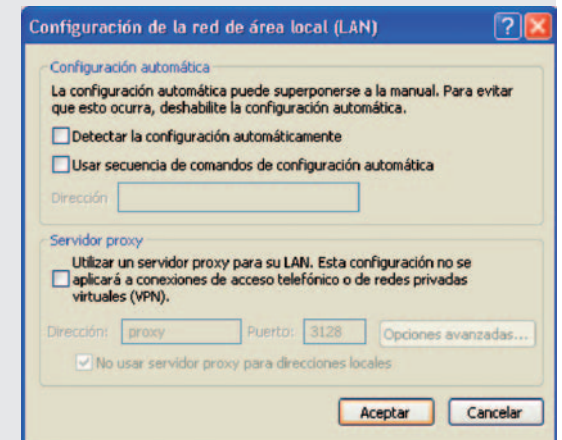 Configuración de la red de área local (LAN)
Configuración automática
La configuración automática puede superponerse a la manual. Para evitar
que esto ocurra, deshabilite la configuración automática.
Detectar la configuración automáticamente
Usar secuencia de comandos de configuración automática
Dirección
Servidor proxy
Utilizar un servidor proxy para su LAN. Esta configuración no se
aplicará a conexiones de acceso telefónico o de redes privadas
virtuales (VPN).
Dirección: proxy Puerto: 3128 Opciones avanzadas...
No usar servidor proxy para direcciones locales
Aceptar Cancelar